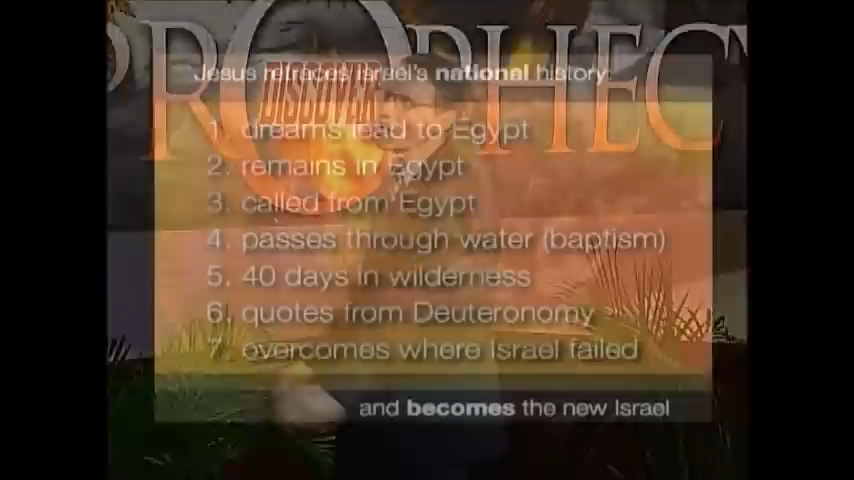 PROPHECY
DISCOVER
Jesus retraces Israel's national history:
1. dreams lead to Egypt
2. remains in Egypt
3. called from Egypt
4. passes through water (baptism)
5. 40 days in wilderness
6. quotes from Deuteronomy
7. overcomes where Israel failed
and becomes the new Israel